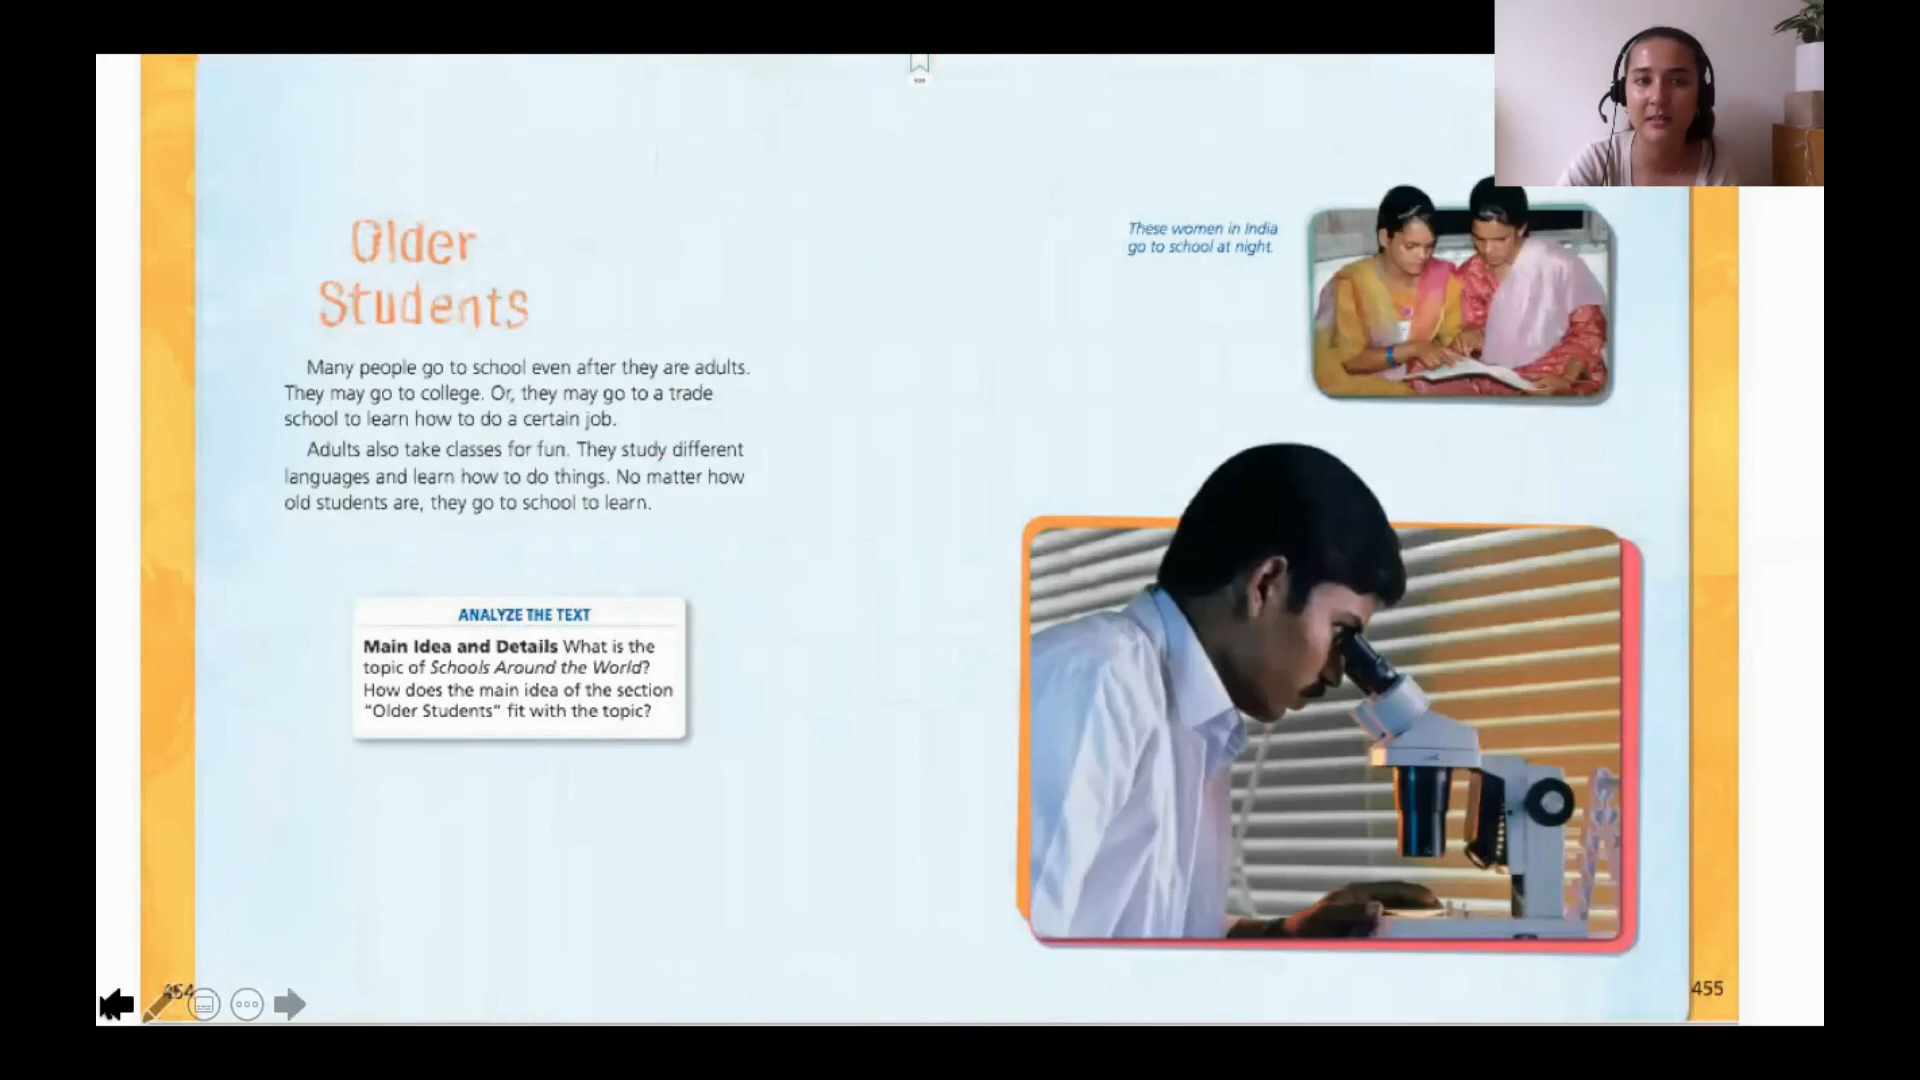 Older
Students
Many people go to school even after they are adults.
They may go to college. Or, they may go to a trade
school to learn how to do a certain job.
Adults also take classes for fun. They study different
languages and learn how to do things. No matter how
old students are, they go to school to learn.
ANALYZE THE TEXT
Main Idea and Details What is the
topic of Schools Around the World?
How does the main idea of the section
“Older Students” fit with the topic?
454
These women in India
go to school at night.
455